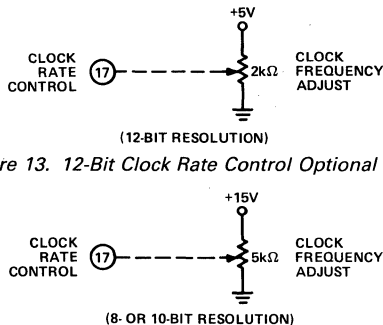 +5V
CLOCK
RATE
CONTROL
17
2kΩ
CLOCK
FREQUENCY
ADJUST
(12-BIT RESOLUTION)
re 13. 12-Bit Clock Rate Control Optional
+15V
CLOCK
RATE
CONTROL
17
5kΩ
CLOCK
FREQUENCY
ADJUST
(8- OR 10-BIT RESOLUTION)